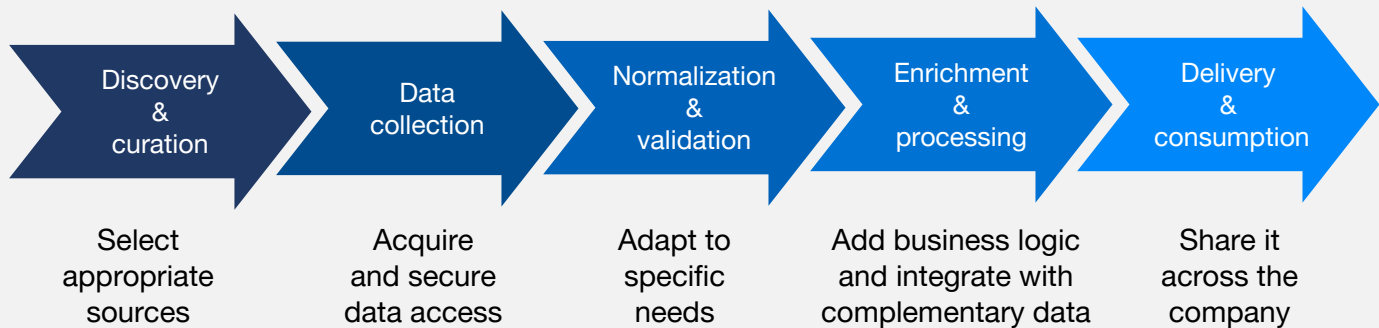 Discovery
&
curation
Data
collection
Normalization
&
validation
Enrichment
&
processing
Delivery
&
consumption
Select
appropriate
sources
Acquire
and secure
data access
Adapt to
specific
needs
Add business logic
and integrate with
complementary data
Share it
across the
company